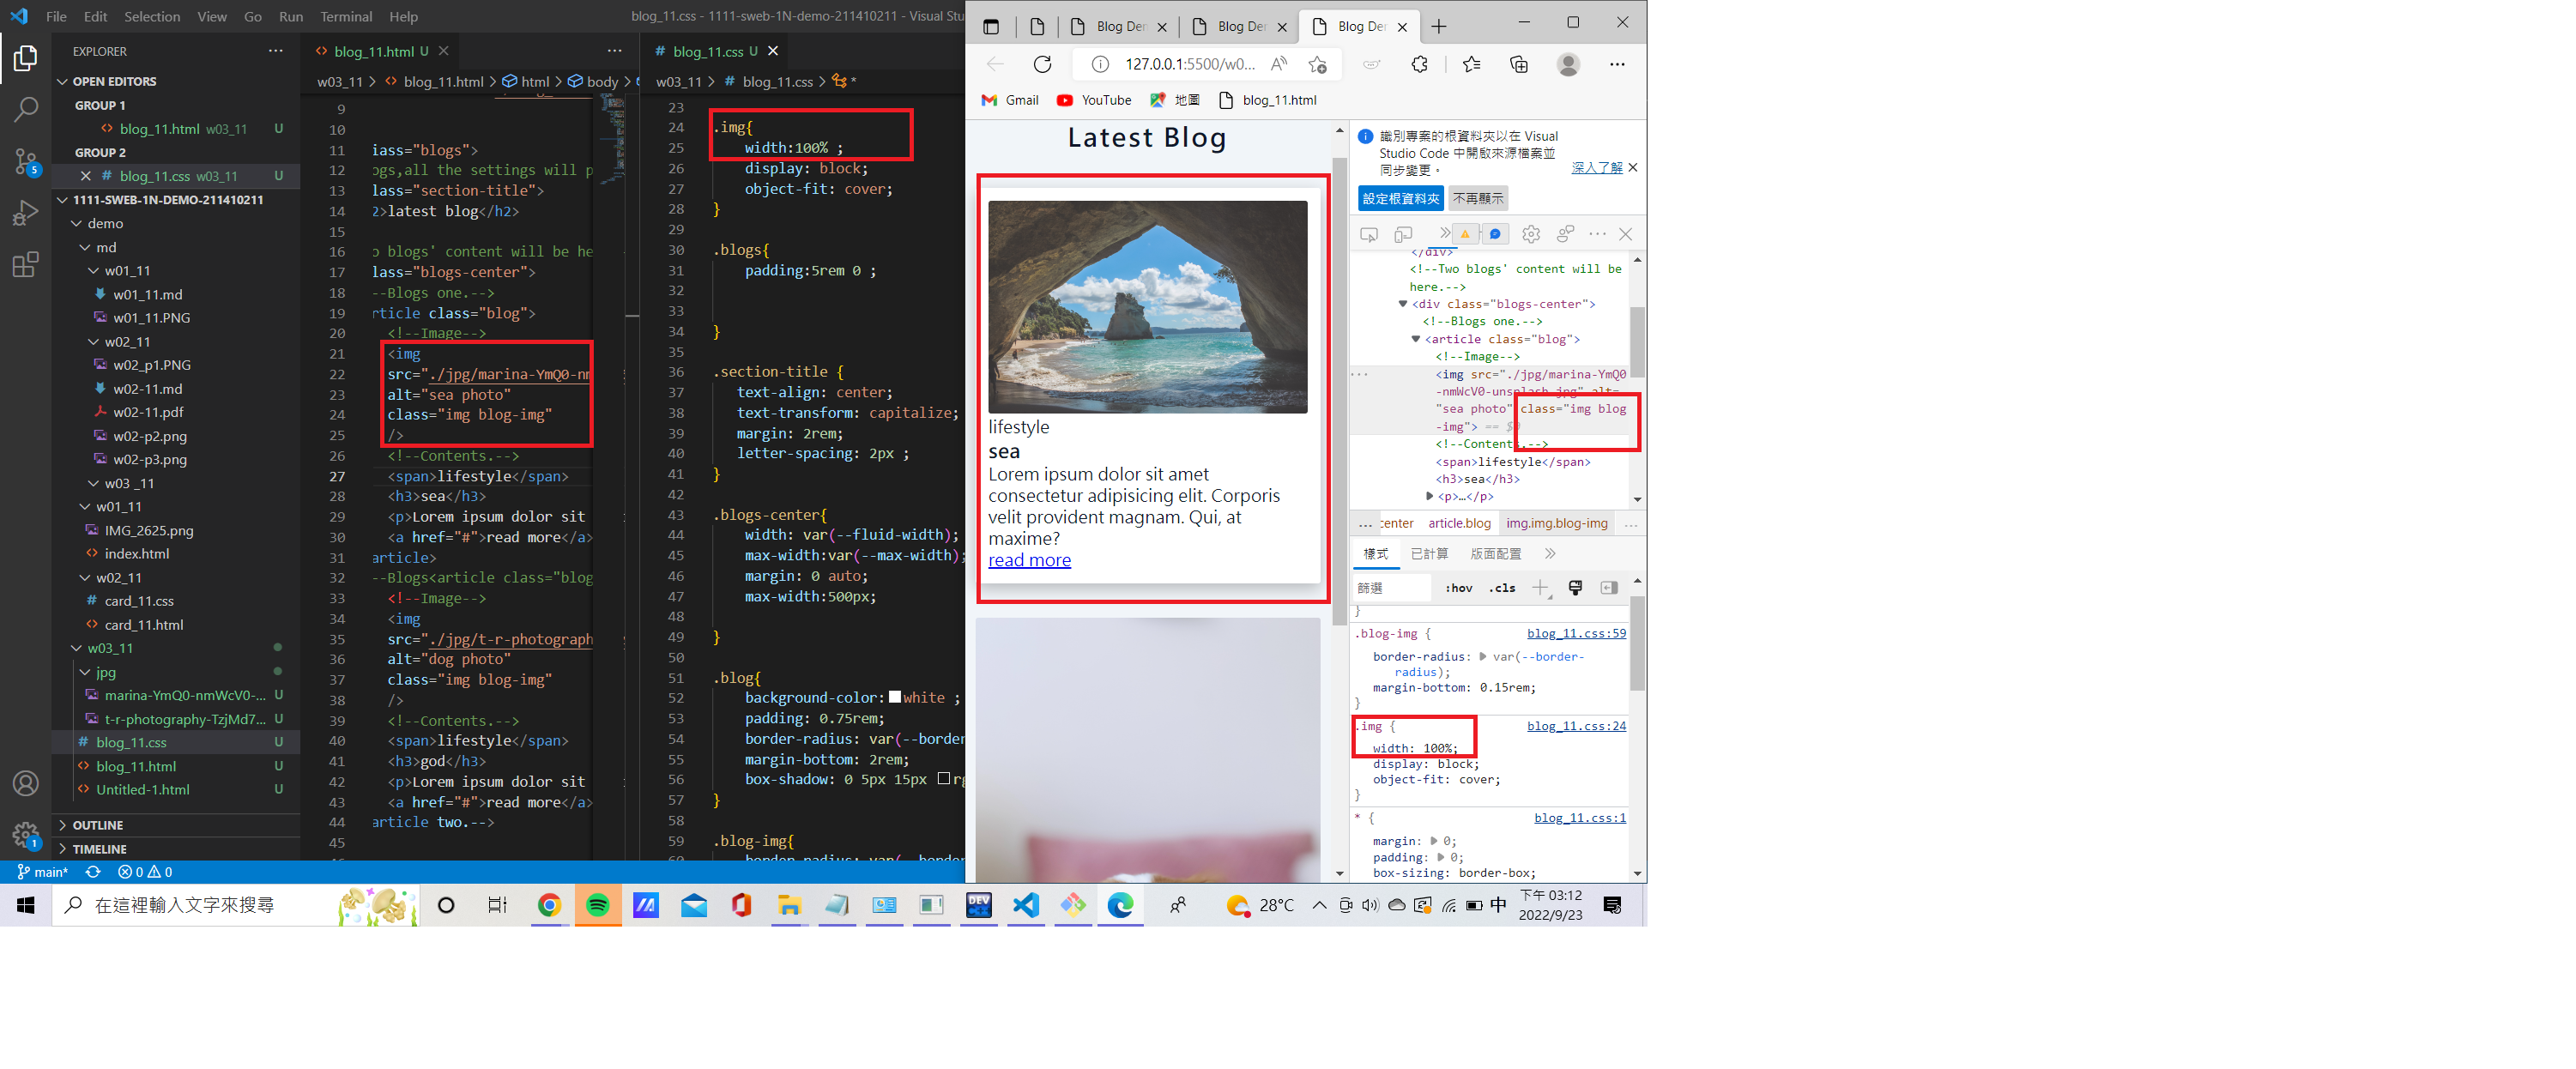 File Edit Selection View Go Run Terminal Help
blog_11.css - 1111-sweb-1N-demo-211410211 - Visual Stu
EXPLORER
OPEN EDITORS
GROUP 1
blog_11.html w03_11 U
GROUP 2
blog_11.css w03_11 U
1111-SWEB-1N-DEMO-211410211
demo
md
w01_11
w01_11.md
w01_11.PNG
w02_11
w02_p1.PNG
w02-11.md
w02-11.pdf
w02-p2.png
w02-p3.png
w03 _11
w01_11
IMG_2625.png
index.html
w02_11
card_11.css
card_11.html
w03_11
jpg
marina-YmQ0-nmWcV0-... U
t-r-photography-TzjMd7... U
blog_11.css U
blog_11.html U
Untitled-1.html U
OUTLINE
TIMELINE
5
1
blog_11.html U
w03_11 > blog_11.html > html > body >
9
10
11 lass="blogs">
12 ogs,all the settings will p
13 lass="section-title">
14 2>latest blog</h2>
15
16 o blogs' content will be he
17 lass="blogs-center">
18 --Blogs one.-->
19 rticle class="blog">
20 <!--Image-->
21 <img
22 src="./jpg/marina-YmQ0-nm
23 alt="sea photo"
24 class="img blog-img"
25 />
26 <!--Contents.-->
27 <span>lifestyle</span>
28 <h3>sea</h3>
29 <p>Lorem ipsum dolor sit
30 <a href="#">read more</a>
31 article>
32 --Blogs<article class="blog
33 <!--Image-->
34 <img
35 src="./jpg/t-r-photograph
36 alt="dog photo"
37 class="img blog-img"
38 />
39 <!--Contents.-->
40 <span>lifestyle</span>
41 <h3>god</h3>
42 <p>Lorem ipsum dolor sit
43 <a href="#">read more</a>
44 article two.-->
45
blog_11.css U
w03_11 > blog_11.css > *
23
24 .img{
25 width:100% ;
26 display: block;
27 object-fit: cover;
28 }
29
30 .blogs{
31 padding:5rem 0 ;
32
33
34 }
35
36 .section-title {
37 text-align: center;
38 text-transform: capitalize;
39 margin: 2rem;
40 letter-spacing: 2px ;
41 }
42
43 .blogs-center{
44 width: var(--fluid-width);
45 max-width:var(--max-width);
46 margin: 0 auto;
47 max-width:500px;
48
49 }
50
51 .blog{
52 background-color: white ;
53 padding: 0.75rem;
54 border-radius: var(--border
55 margin-bottom: 2rem;
56 box-shadow: 0 5px 15px rg
57 }
58
59 .blog-img{
60 border-radius: var(--border
main* 0 0
Blog Der Blog Der Blog Der
127.0.0.1:5500/w0...
Gmail YouTube 地圖 blog_11.html
Latest Blog
lifestyle
sea
Lorem ipsum dolor sit amet
consectetur adipisicing elit. Corporis
velit provident magnam. Qui, at
maxime?
read more
識別專案的根資料夾以在 Visual
Studio Code 中開啟來源檔案並
同步變更。
深入了解
設定根資料夾 不再顯示
</div>
<!--Two blogs' content will be
here.-->
<div class="blogs-center">
<!--Blogs one.-->
<article class="blog">
<!--Image-->
<img src="./jpg/marina-YmQ0
-nmWcV0-unsplash.jpg" alt=
"sea photo" class="img blog
-img"> == $0
<!--Contents.-->
<span>lifestyle</span>
<h3>sea</h3>
<p>…</p>
... center article.blog img.img.blog-img ...
樣式 已計算 版面配置
篩選 :hov .cls
}
.blog-img { blog_11.css:59
border-radius: var(--border-
radius);
margin-bottom: 0.15rem;
}
.img { blog_11.css:24
width: 100%;
display: block;
object-fit: cover;
}
* { blog_11.css:1
margin: 0;
padding: 0;
box-sizing: border-box;
在這裡輸入文字來搜尋
DEV
28°C
中
下午 03:12
2022/9/23